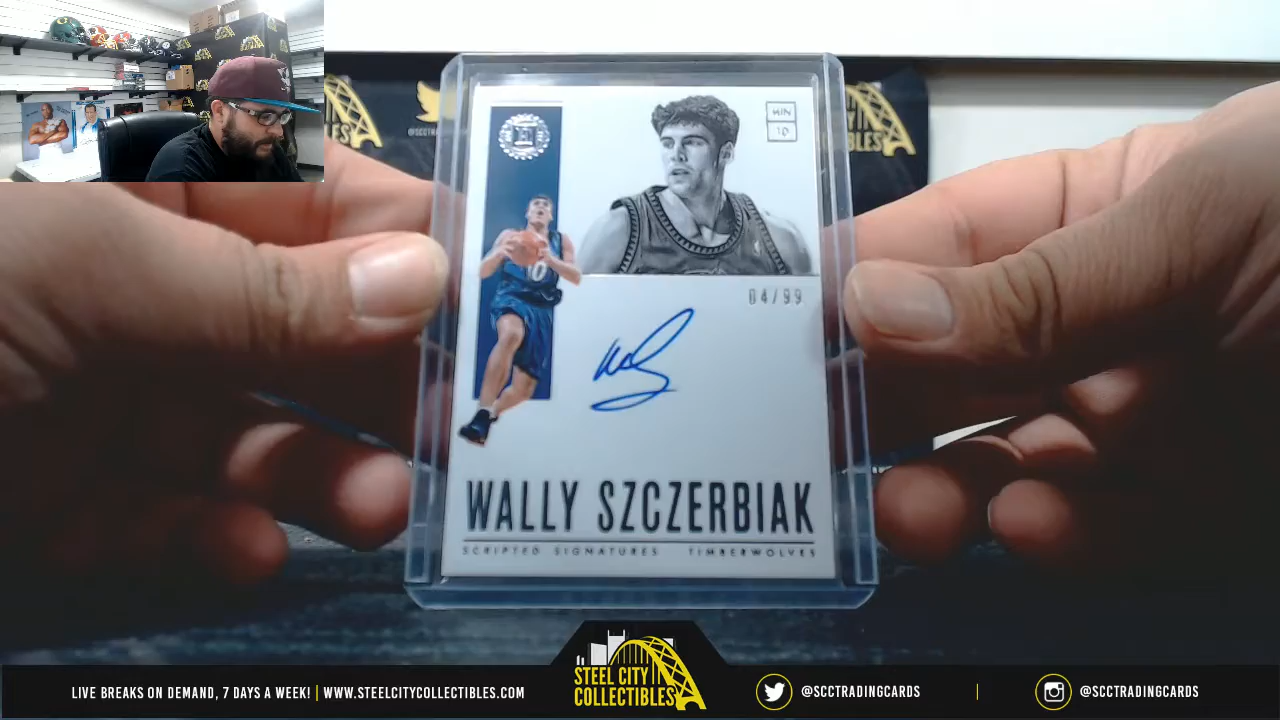 MIN
10
10
04/99
WALLY SZCZERBIAK
SCRIPTED SIGNATURES TIMBERWOLVES
STEEL CITY
COLLECTIBLES
LIVE BREAKS ON DEMAND, 7 DAYS A WEEK! | WWW.STEELCITYCOLLECTIBLES.COM
@SCCTRADINGCARDS
@SCCTRADINGCARDS